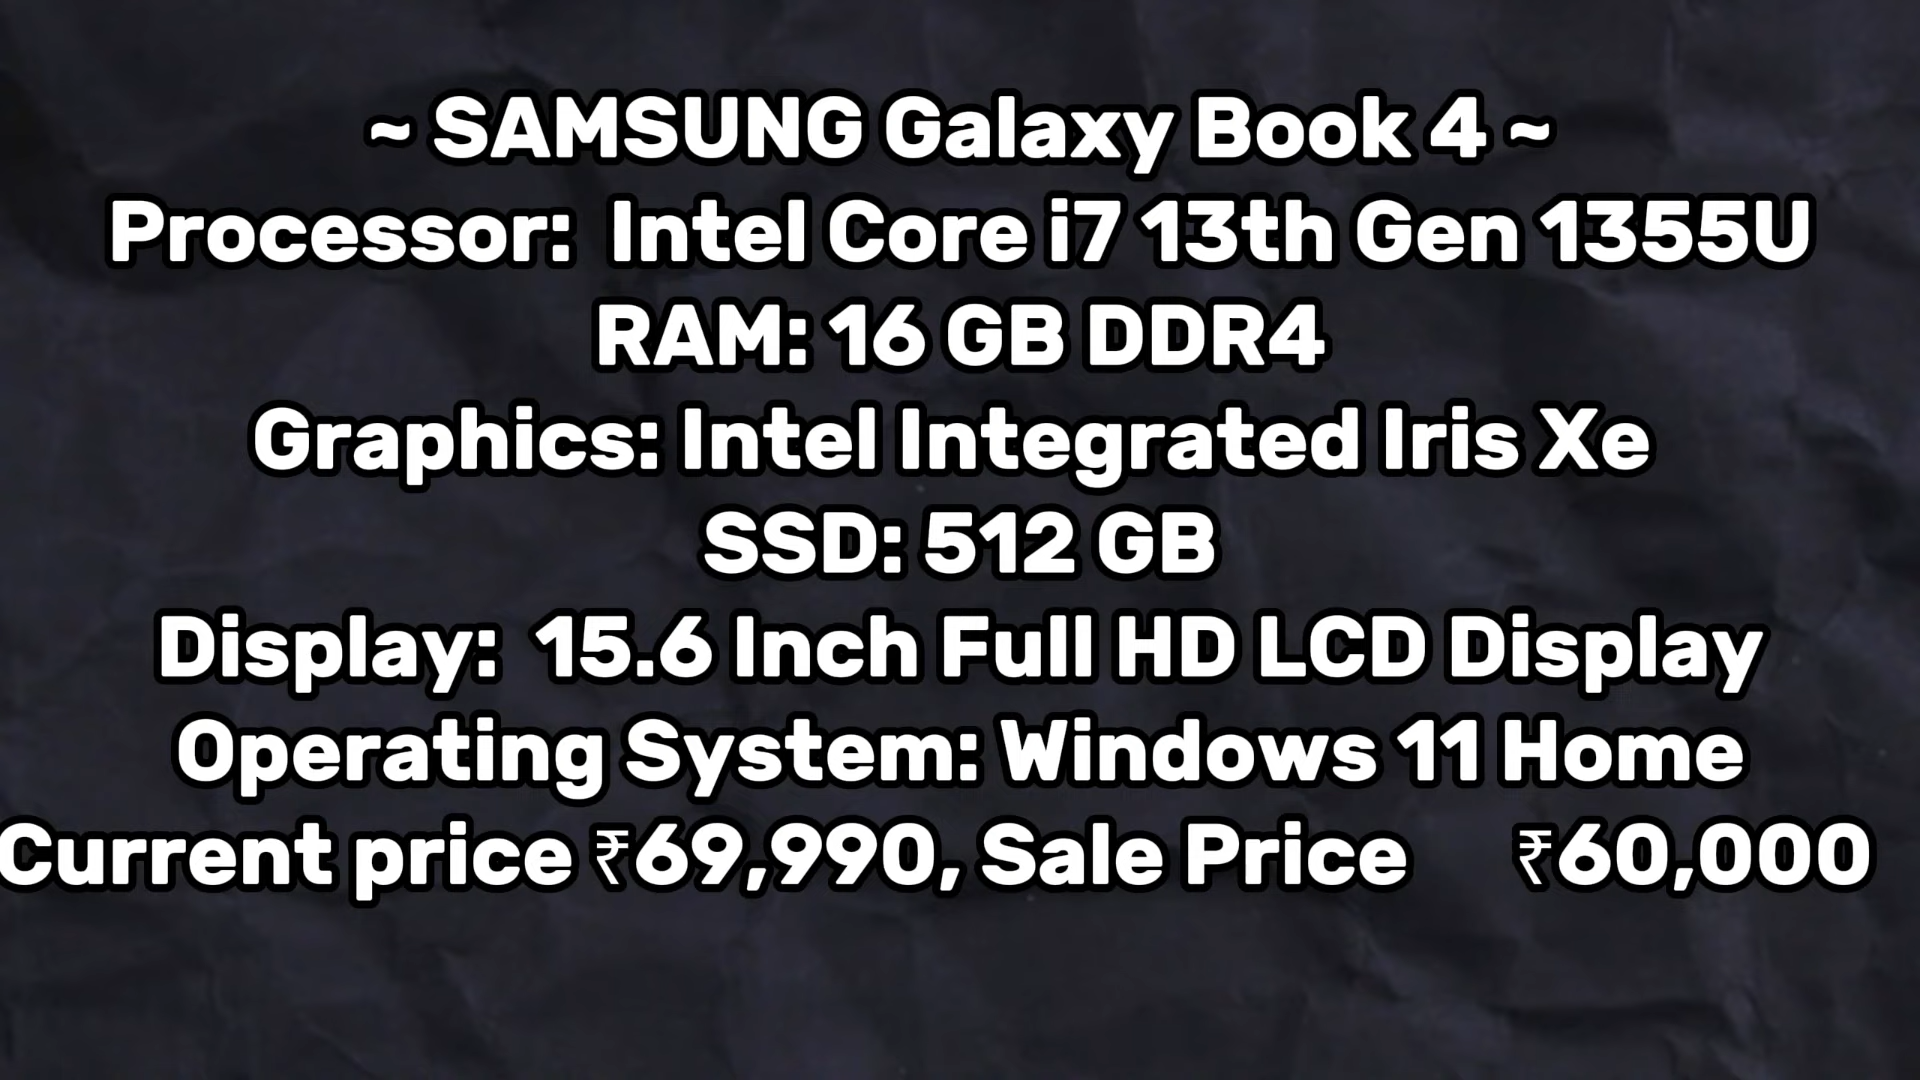 ~ SAMSUNG Galaxy Book 4 ~
Processor: Intel Core i7 13th Gen 1355U
RAM: 16 GB DDR4
Graphics: Intel Integrated Iris Xe
SSD: 512 GB
Display: 15.6 Inch Full HD LCD Display
Operating System: Windows 11 Home
Current price ₹69,990, Sale Price ₹60,000